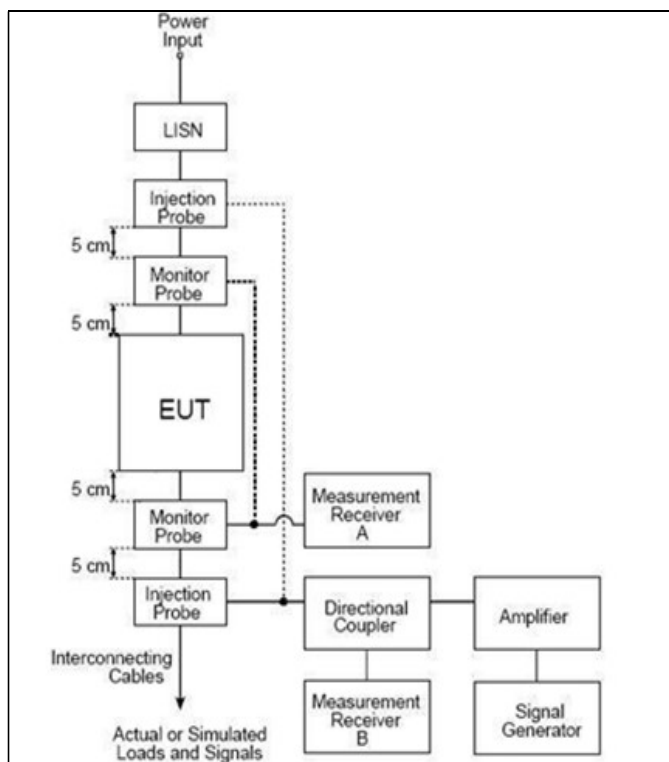 Power
Input
LISN
Injection
Probe
5 cm
Monitor
Probe
5 cm
EUT
5 cm
Monitor
Probe
Measurement
Receiver
A
5 cm
Injection
Probe
Directional
Coupler
Amplifier
Interconnecting
Cables
Measurement
Receiver
B
Signal
Generator
Actual or Simulated
Loads and Signals